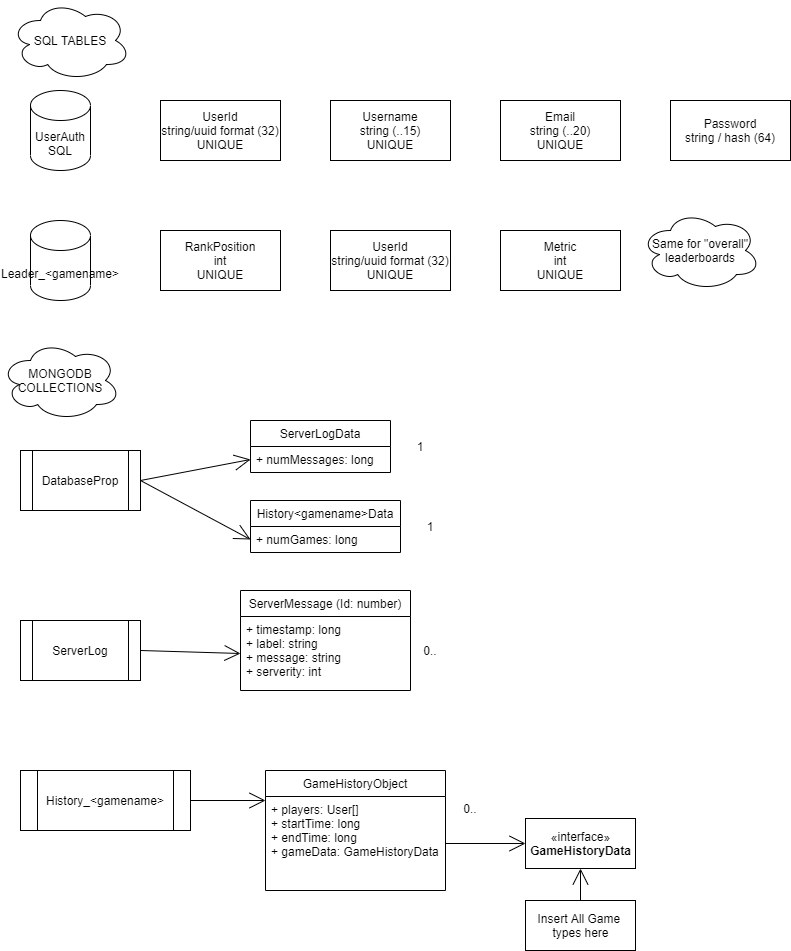 SQL TABLES
UserAuth
SQL
UserId
string/uuid format (32)
UNIQUE
Username
string (..15)
UNIQUE
Email
string (..20)
UNIQUE
Password
string / hash (64)
Leader_<gamename>
RankPosition
int
UNIQUE
UserId
string/uuid format (32)
UNIQUE
Metric
int
UNIQUE
Same for "overall"
leaderboards
MONGODB
COLLECTIONS
DatabaseProp
ServerLogData
+ numMessages: long
1
History<gamename>Data
+ numGames: long
1
ServerLog
ServerMessage (Id: number)
+ timestamp: long
+ label: string
+ message: string
+ serverity: int
0..
History_<gamename>
GameHistoryObject
+ players: User[]
+ startTime: long
+ endTime: long
+ gameData: GameHistoryData
0..
«interface»
GameHistoryData
Insert All Game
types here